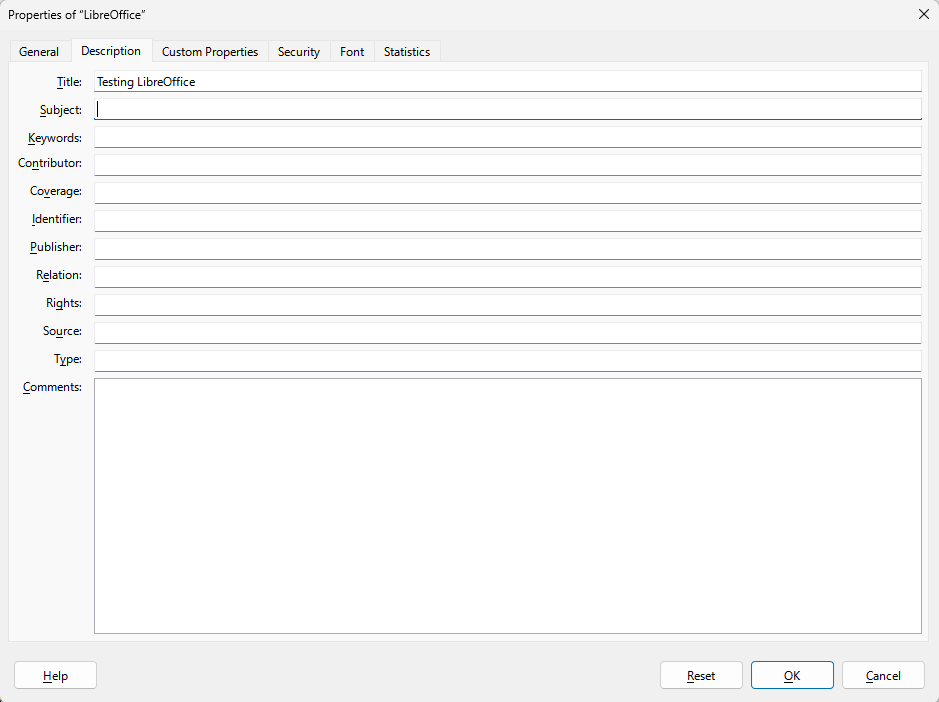 Properties of “LibreOffice”
General Description Custom Properties Security Font Statistics
Title: Testing LibreOffice
Subject:
Keywords:
Contributor:
Coverage:
Identifier:
Publisher:
Relation:
Rights:
Source:
Type:
Comments:
Help Reset OK Cancel